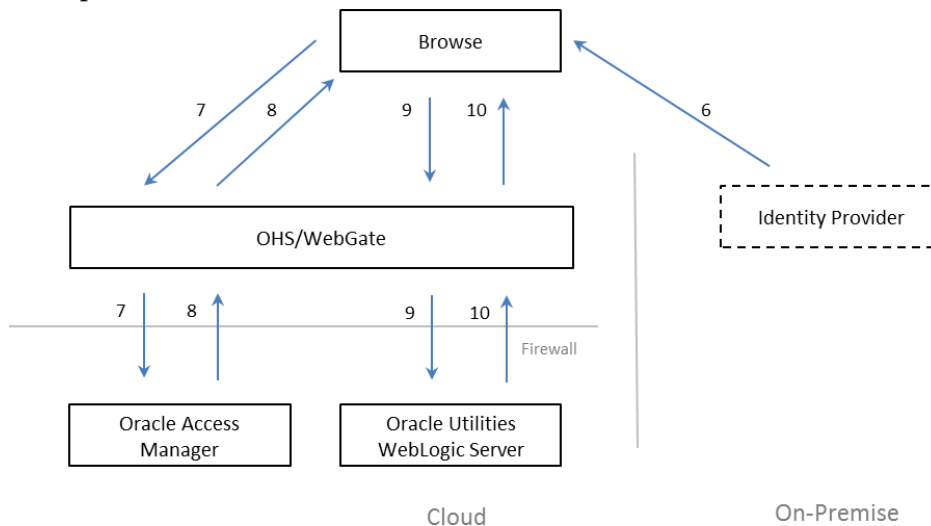 Browse
7
8
9
10
6
Identity Provider
OHS/WebGate
7
8
9
10
Firewall
Oracle Access
Manager
Oracle Utilities
WebLogic Server
Cloud
On-Premise